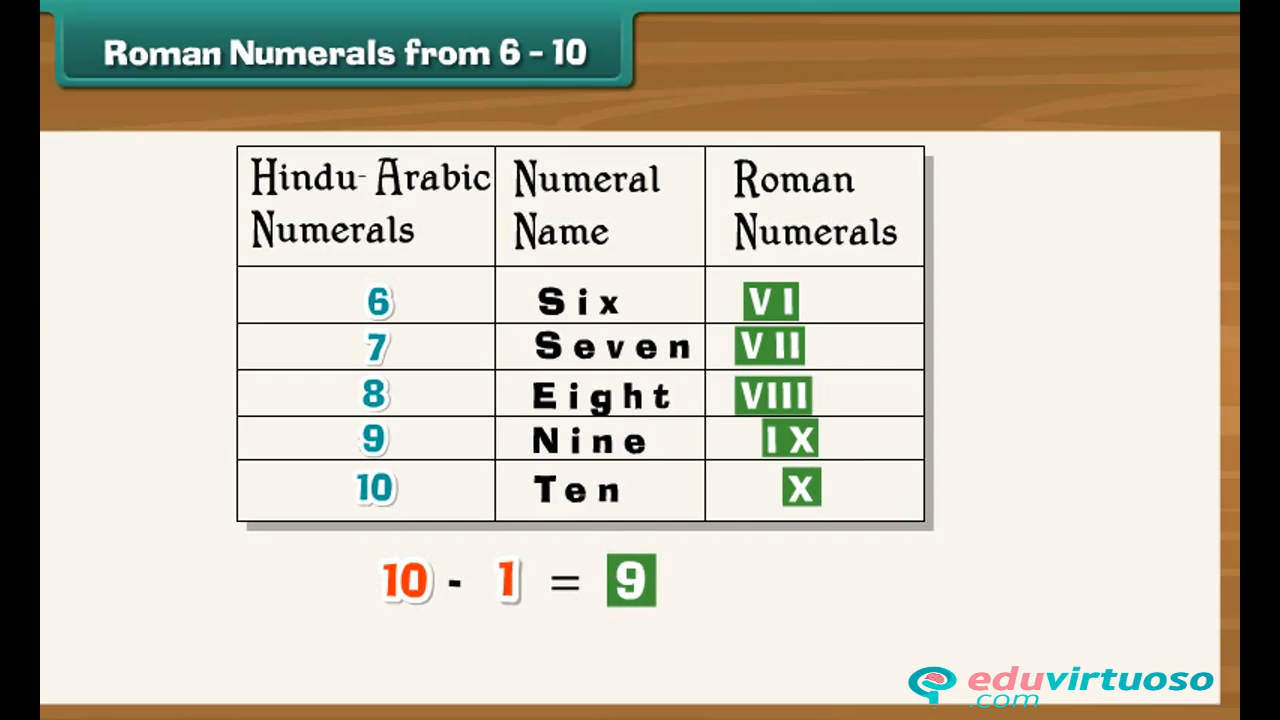 Roman Numerals from 6 - 10
Hindu-Arabic Numerals Numeral Name Roman Numerals
6 Six VI
7 Seven VII
8 Eight VIII
9 Nine IX
10 Ten X
10 - 1 = 9
eduvirtuoso
.com